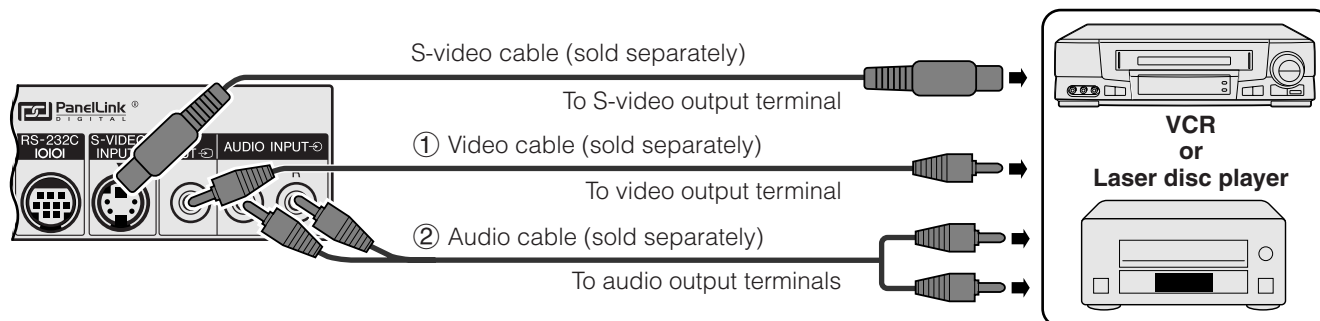 S-video cable (sold separately)
To S-video output terminal
PanelLink ®
DIGITAL
RS-232C
IOIOI
S-VIDEO
INPUT
AUDIO INPUT
① Video cable (sold separately)
To video output terminal
② Audio cable (sold separately)
To audio output terminals
VCR
or
Laser disc player